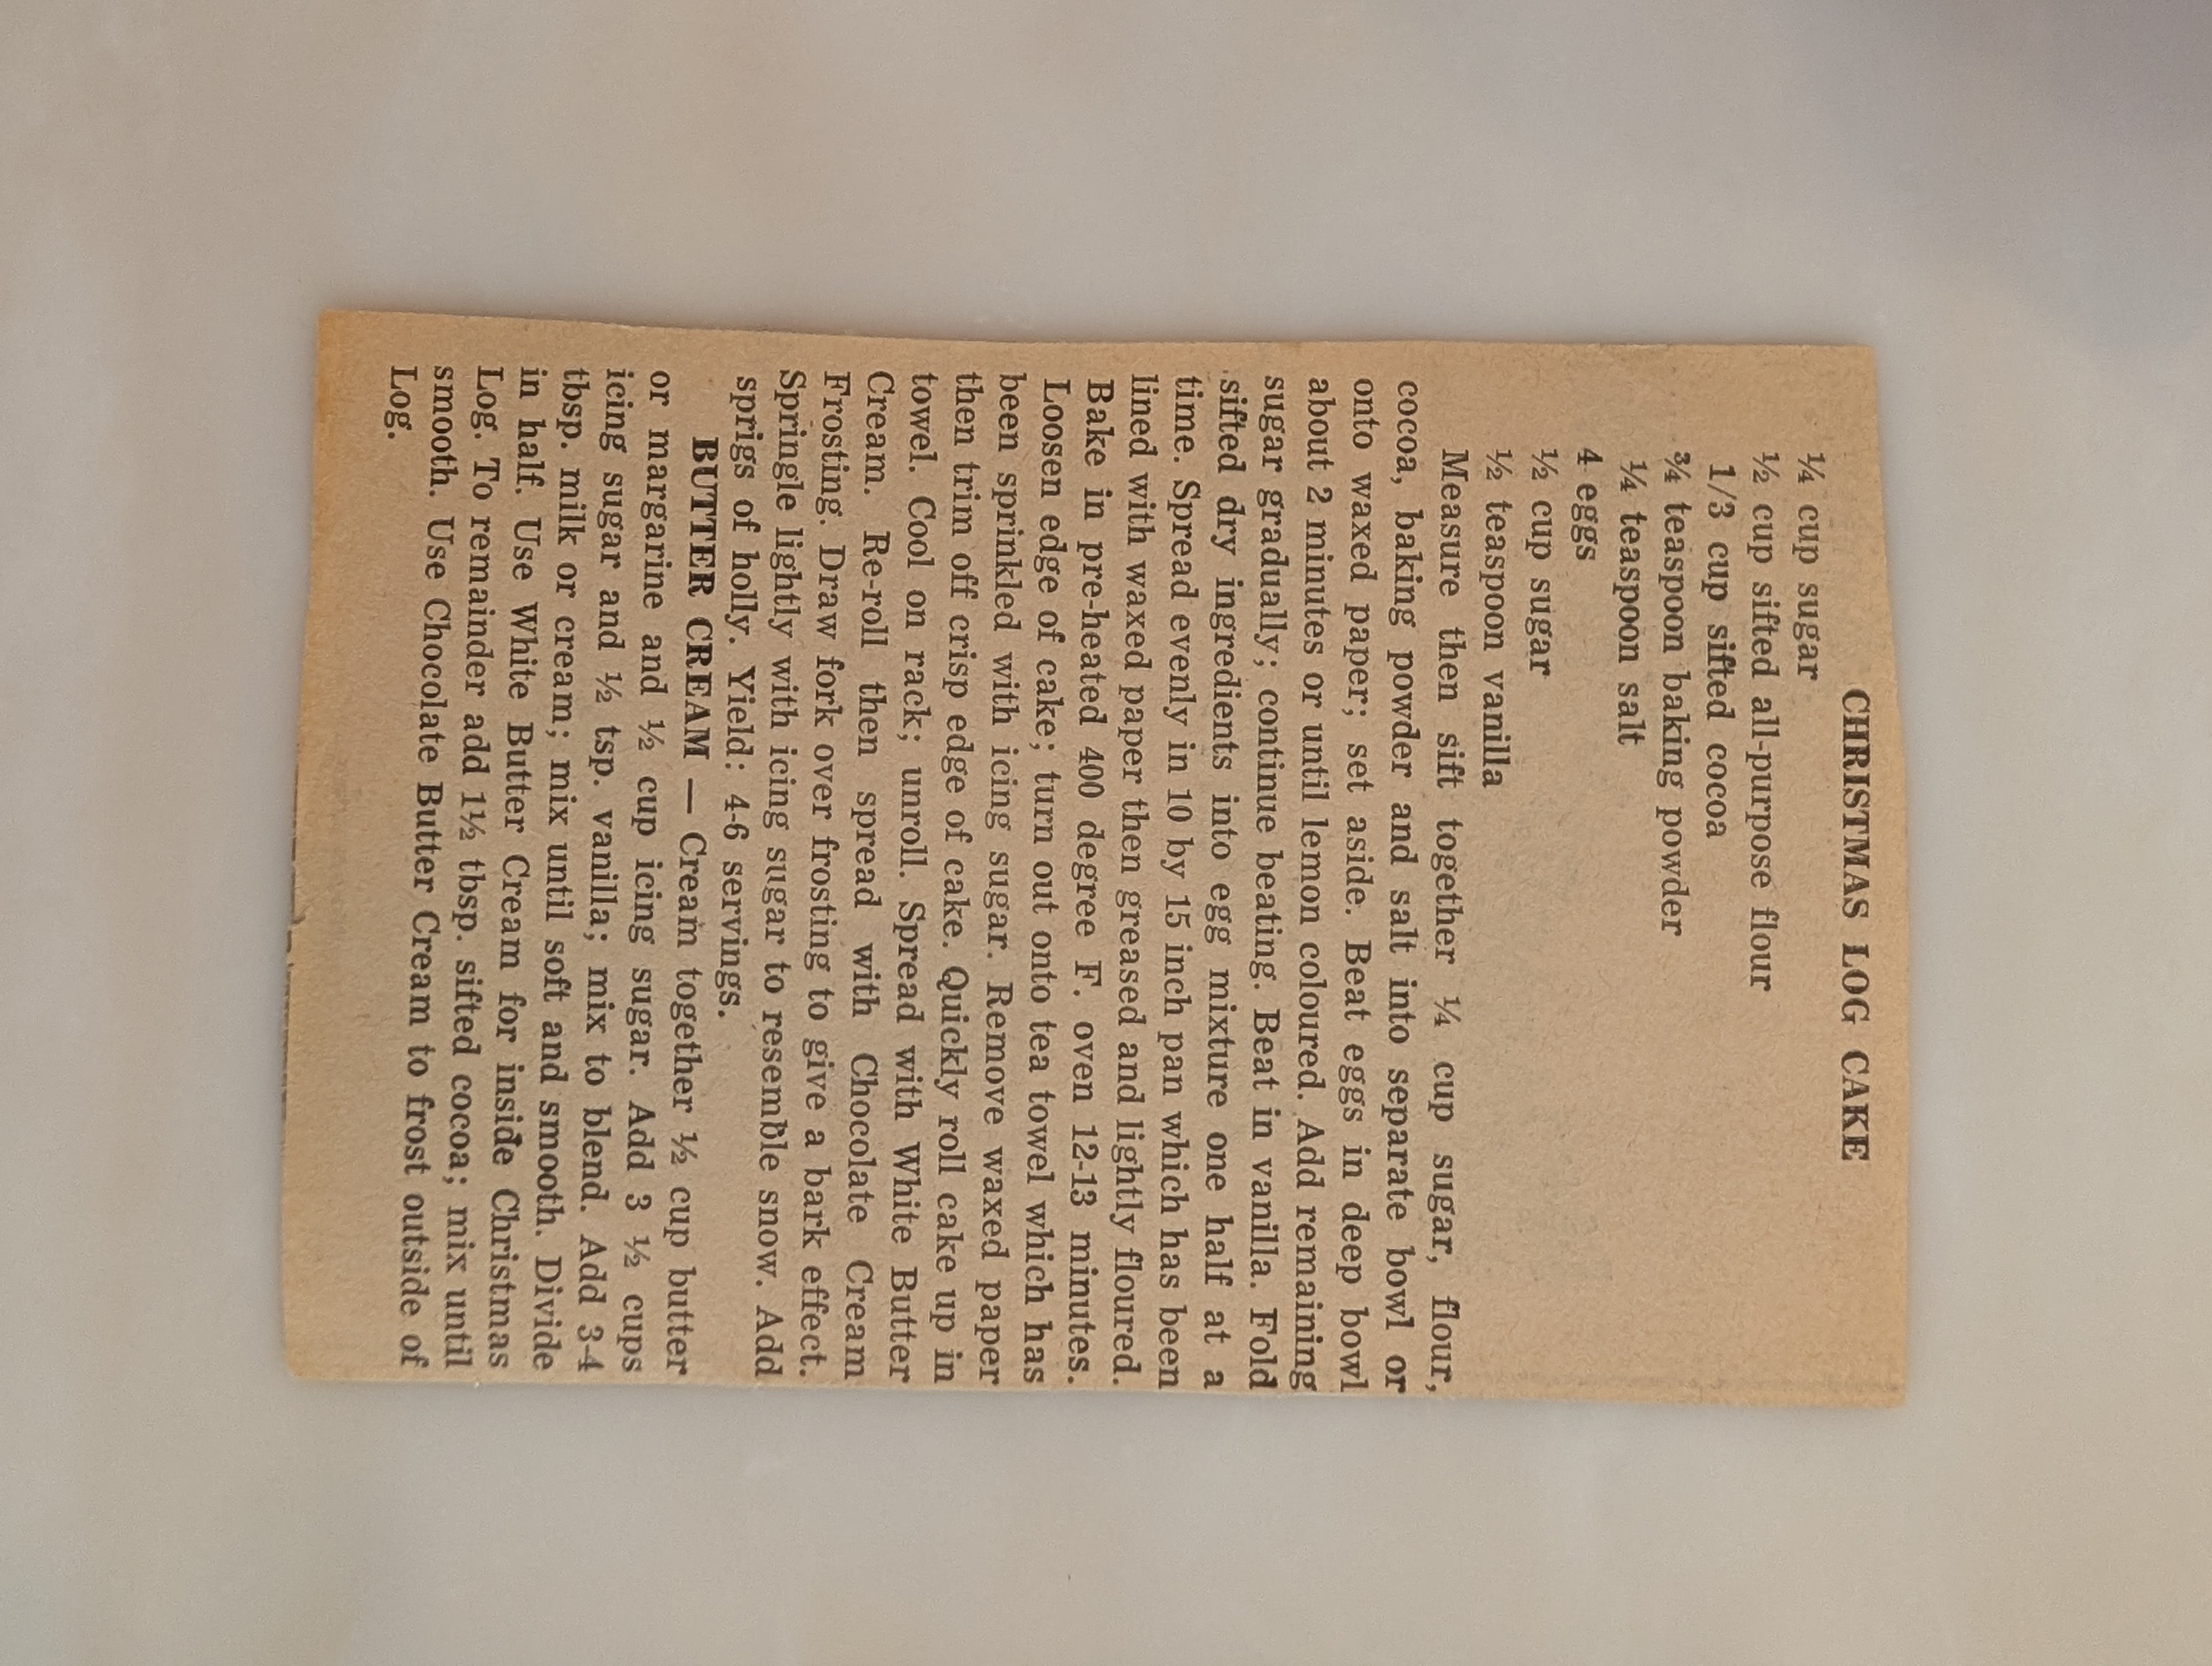 CHRISTMAS LOG CAKE
¼ cup sugar
½ cup sifted all-purpose flour
1/3 cup sifted cocoa
¾ teaspoon baking powder
¼ teaspoon salt
4 eggs
½ cup sugar
½ teaspoon vanilla
Measure then sift together ¼ cup sugar, flour,
cocoa, baking powder and salt into separate bowl or
onto waxed paper; set aside. Beat eggs in deep bowl
about 2 minutes or until lemon coloured. Add remaining
sugar gradually; continue beating. Beat in vanilla. Fold
sifted dry ingredients into egg mixture one half at a
time. Spread evenly in 10 by 15 inch pan which has been
lined with waxed paper then greased and lightly floured.
Bake in pre-heated 400 degree F. oven 12-13 minutes.
Loosen edge of cake; turn out onto tea towel which has
been sprinkled with icing sugar. Remove waxed paper
then trim off crisp edge of cake. Quickly roll cake up in
towel. Cool on rack; unroll. Spread with White Butter
Cream. Re-roll then spread with Chocolate Cream
Frosting. Draw fork over frosting to give a bark effect.
Springle lightly with icing sugar to resemble snow. Add
sprigs of holly. Yield: 4-6 servings.
BUTTER CREAM — Cream together ½ cup butter
or margarine and ½ cup icing sugar. Add 3 ½ cups
icing sugar and ½ tsp. vanilla; mix to blend. Add 3-4
tbsp. milk or cream; mix until soft and smooth. Divide
in half. Use White Butter Cream for inside Christmas
Log. To remainder add 1½ tbsp. sifted cocoa; mix until
smooth. Use Chocolate Butter Cream to frost outside of
Log.